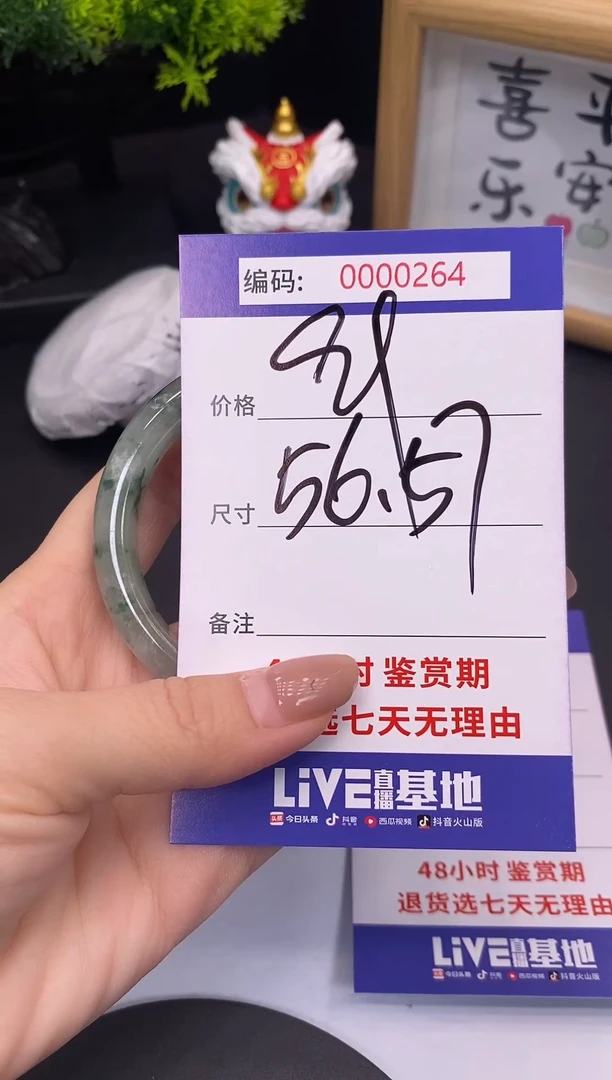 喜 平
乐 安
编码: 0000264
价格
尺寸 56.57
备注
时 鉴赏期
选七天无理由
LiVE直播基地
头条 今日头条 抖音 西瓜视频 抖音火山版
48小时 鉴赏期
退货选七天无理由
LiVE直播基地
今日头条 抖音 西瓜视频 抖音火山版